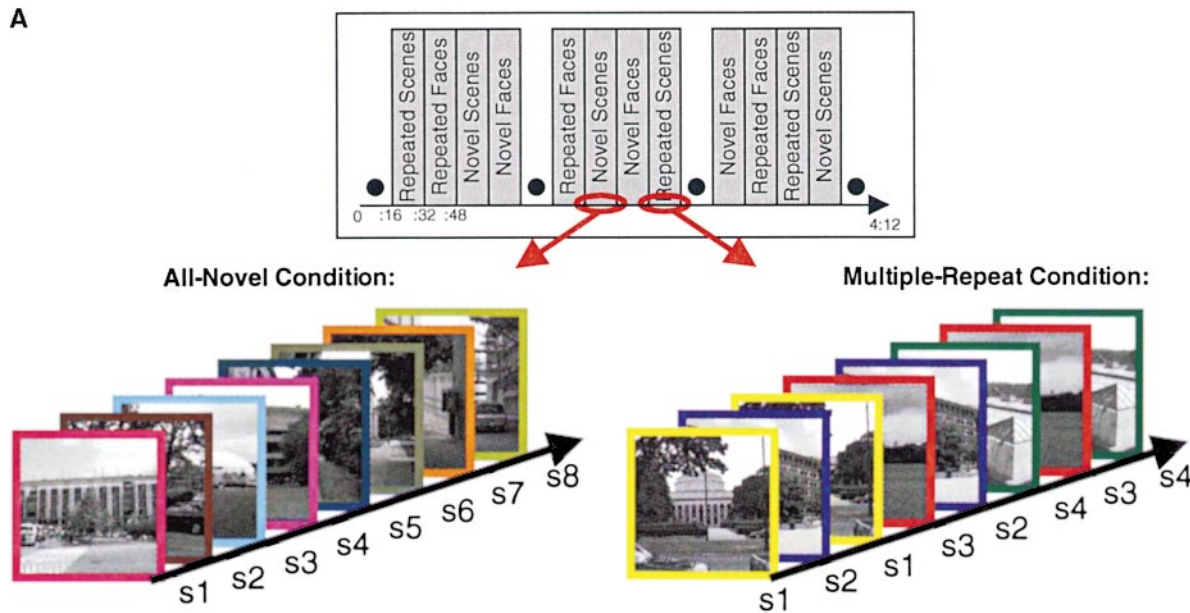 A
Repeated Scenes
Repeated Faces
Novel Scenes
Novel Faces
Repeated Faces
Novel Scenes
Novel Faces
Repeated Scenes
Novel Faces
Repeated Faces
Repeated Scenes
Novel Scenes
0 :16 :32 :48 4:12
All-Novel Condition:
Multiple-Repeat Condition:
s1 s2 s3 s4 s5 s6 s7 s8
s1 s2 s1 s3 s2 s4 s3 s4